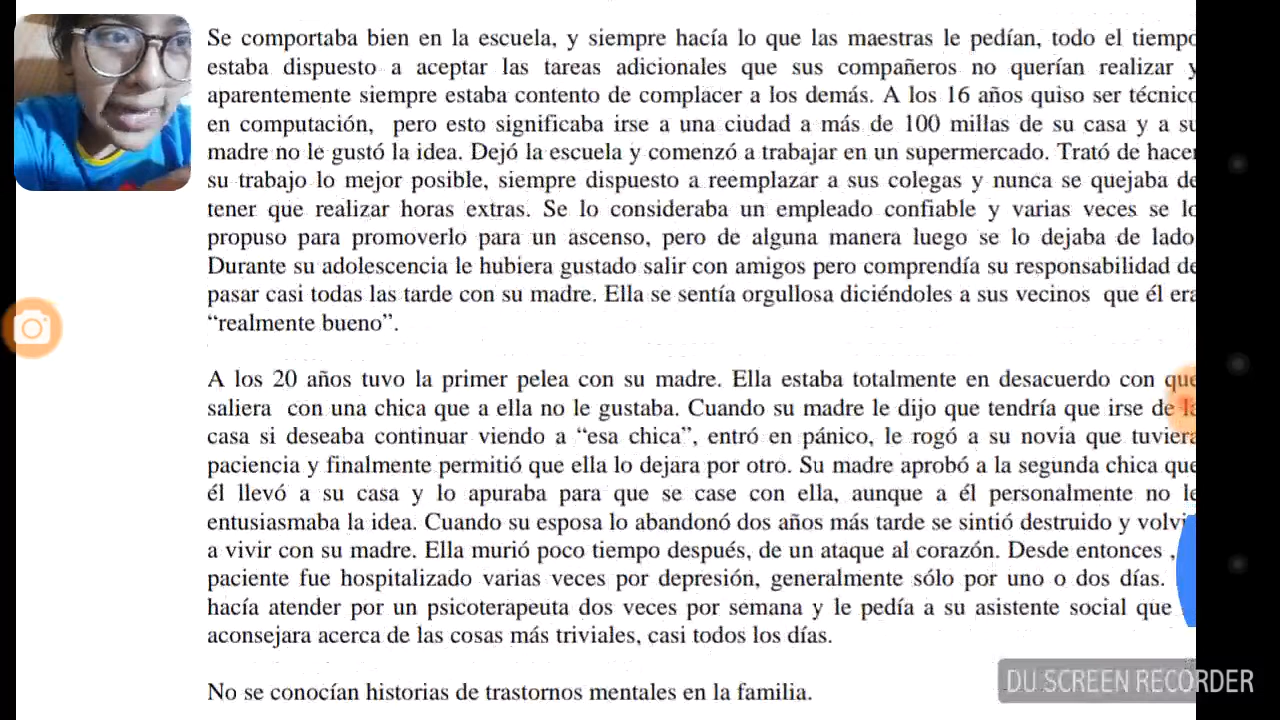 Se comportaba bien en la escuela, y siempre hacía lo que las maestras le pedían, todo el tiempo
estaba dispuesto a aceptar las tareas adicionales que sus compañeros no querían realizar y
aparentemente siempre estaba contento de complacer a los demás. A los 16 años quiso ser técnico
en computación, pero esto significaba irse a una ciudad a más de 100 millas de su casa y a su
madre no le gustó la idea. Dejó la escuela y comenzó a trabajar en un supermercado. Trató de hacer
su trabajo lo mejor posible, siempre dispuesto a reemplazar a sus colegas y nunca se quejaba de
tener que realizar horas extras. Se lo consideraba un empleado confiable y varias veces se lo
propuso para promoverlo para un ascenso, pero de alguna manera luego se lo dejaba de lado
Durante su adolescencia le hubiera gustado salir con amigos pero comprendía su responsabilidad de
pasar casi todas las tarde con su madre. Ella se sentía orgullosa diciéndoles a sus vecinos que él era
“realmente bueno”.
A los 20 años tuvo la primer pelea con su madre. Ella estaba totalmente en desacuerdo con que
saliera con una chica que a ella no le gustaba. Cuando su madre le dijo que tendría que irse de la
casa si deseaba continuar viendo a “esa chica”, entró en pánico, le rogó a su novia que tuviera
paciencia y finalmente permitió que ella lo dejara por otro. Su madre aprobó a la segunda chica que
él llevó a su casa y lo apuraba para que se case con ella, aunque a él personalmente no le
entusiasmaba la idea. Cuando su esposa lo abandonó dos años más tarde se sintió destruido y volvi
a vivir con su madre. Ella murió poco tiempo después, de un ataque al corazón. Desde entonces ,
paciente fue hospitalizado varias veces por depresión, generalmente sólo por uno o dos días.
hacía atender por un psicoterapeuta dos veces por semana y le pedía a su asistente social que
aconsejara acerca de las cosas más triviales, casi todos los días.
No se conocían historias de trastornos mentales en la familia.
DU SCREEN RECORDER